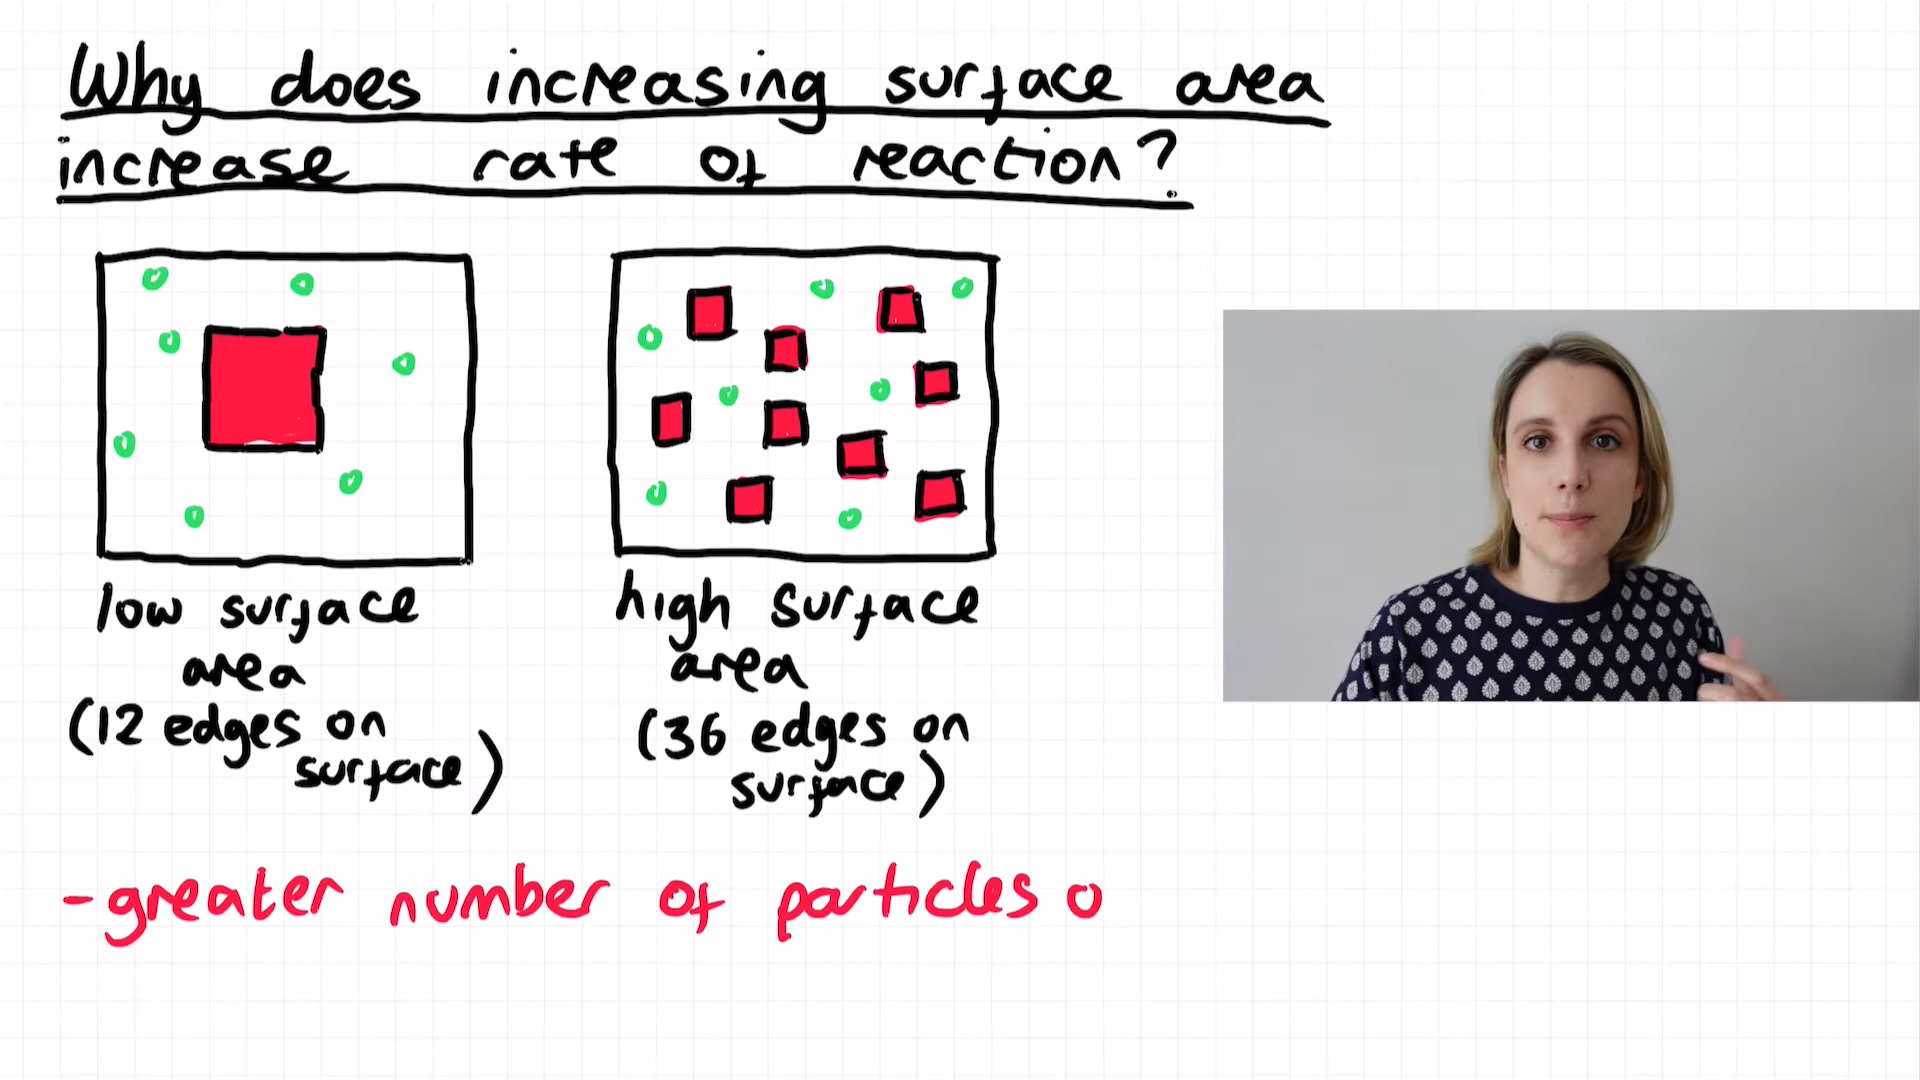 Why does increasing surface area
increase rate of reaction?
low surface
area
(12 edges on
surface)
high surface
area
(36 edges on
surface)
- greater number of particles o